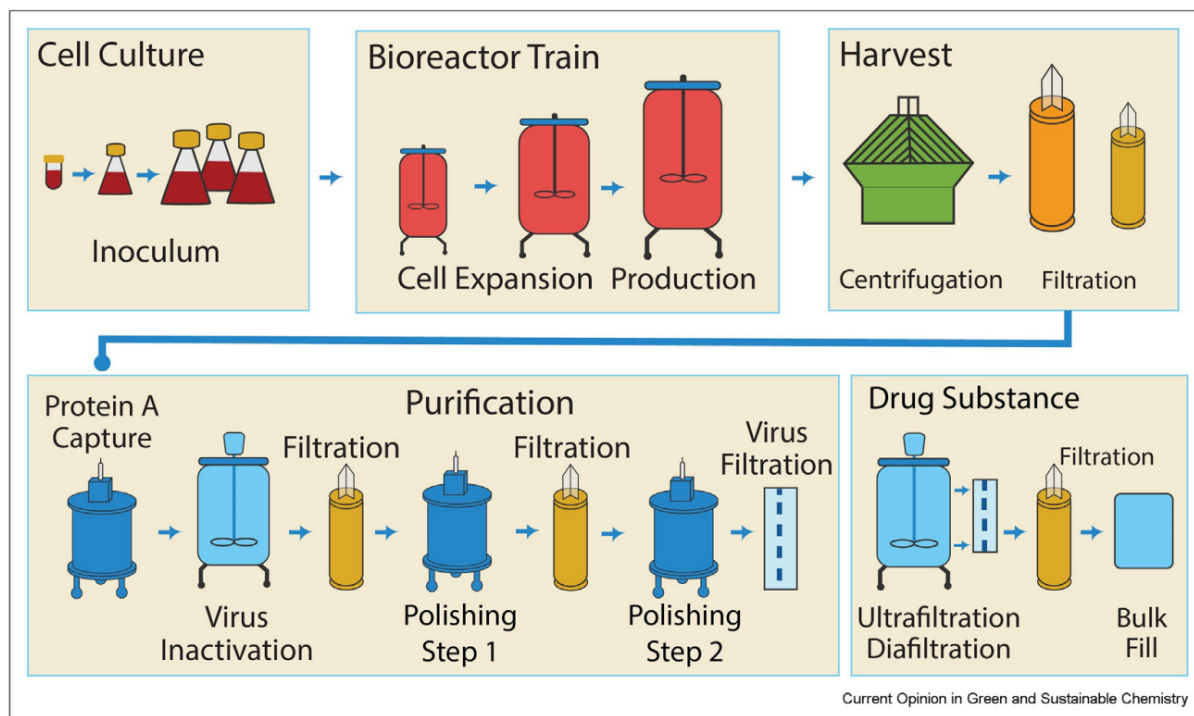 Cell Culture
Inoculum
Bioreactor Train
Cell Expansion
Production
Harvest
Centrifugation
Filtration
Purification
Protein A
Capture
Virus
Inactivation
Filtration
Polishing
Step 1
Filtration
Polishing
Step 2
Virus
Filtration
Drug Substance
Ultrafiltration
Diafiltration
Filtration
Bulk
Fill
Current Opinion in Green and Sustainable Chemistry